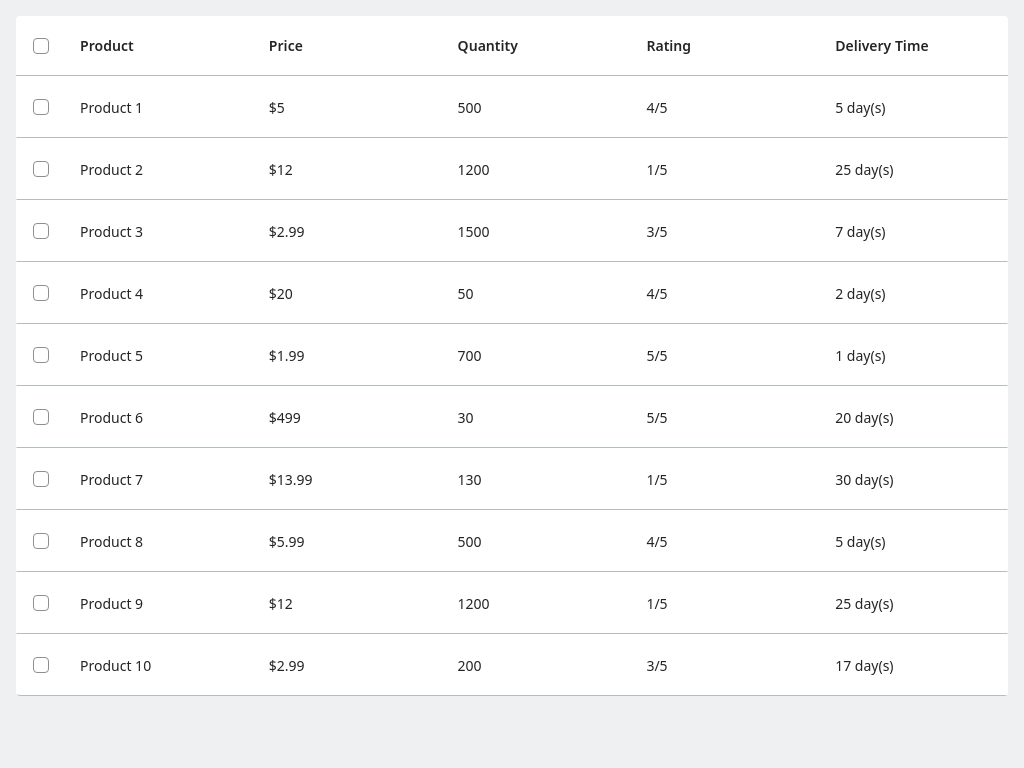 Product Price Quantity Rating Delivery Time
Product 1 $5 500 4/5 5 day(s)
Product 2 $12 1200 1/5 25 day(s)
Product 3 $2.99 1500 3/5 7 day(s)
Product 4 $20 50 4/5 2 day(s)
Product 5 $1.99 700 5/5 1 day(s)
Product 6 $499 30 5/5 20 day(s)
Product 7 $13.99 130 1/5 30 day(s)
Product 8 $5.99 500 4/5 5 day(s)
Product 9 $12 1200 1/5 25 day(s)
Product 10 $2.99 200 3/5 17 day(s)